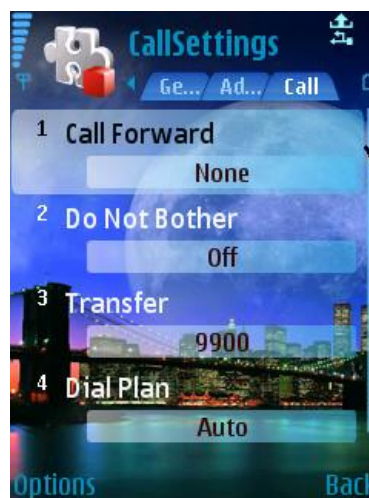 CallSettings
Ge... Ad... Call
1 Call Forward
None
2 Do Not Bother
Off
3 Transfer
9900
4 Dial Plan
Auto
Options Back